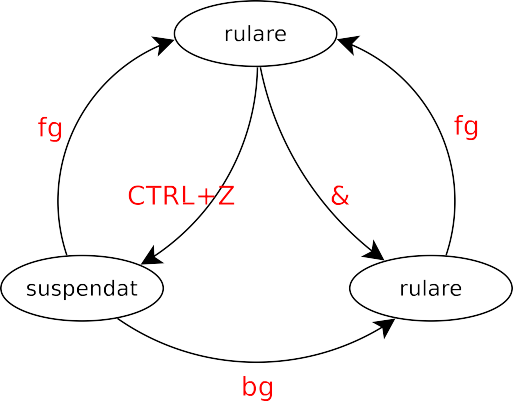 rulare
fg
fg
CTRL+Z
&
suspendat
rulare
bg